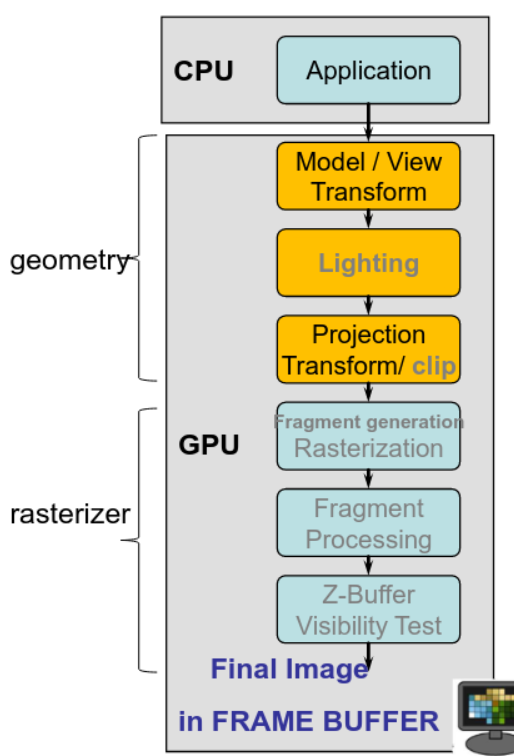 CPU
Application
Model / View
Transform
geometry
Lighting
Projection
Transform/ clip
Fragment generation
GPU
Rasterization
rasterizer
Fragment
Processing
Z-Buffer
Visibility Test
Final Image
in FRAME BUFFER